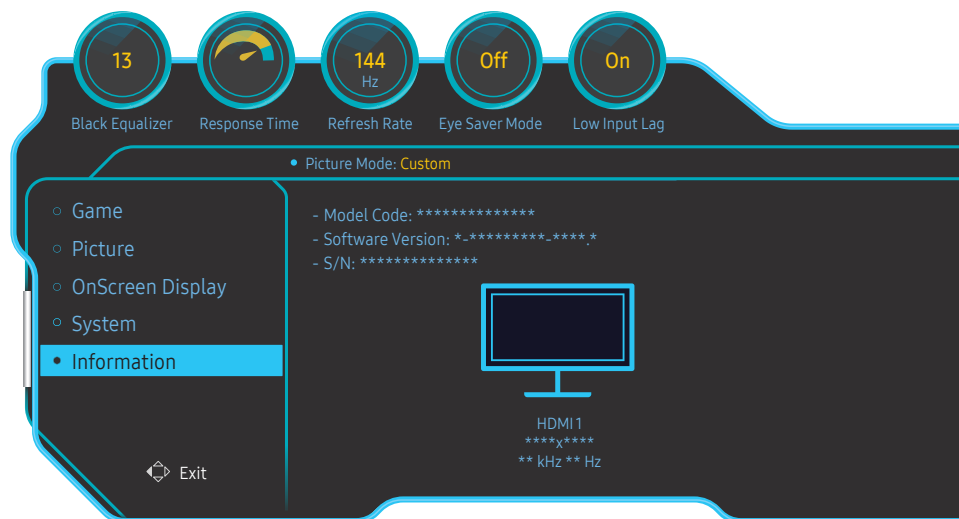 13
144
Hz
Off
On
Black Equalizer
Response Time
Refresh Rate
Eye Saver Mode
Low Input Lag
Picture Mode: Custom
Game
Picture
OnScreen Display
System
Information
Exit
- Model Code: **************
- Software Version: *-*********-****.*
- S/N: **************
HDMI 1
****x****
** kHz ** Hz